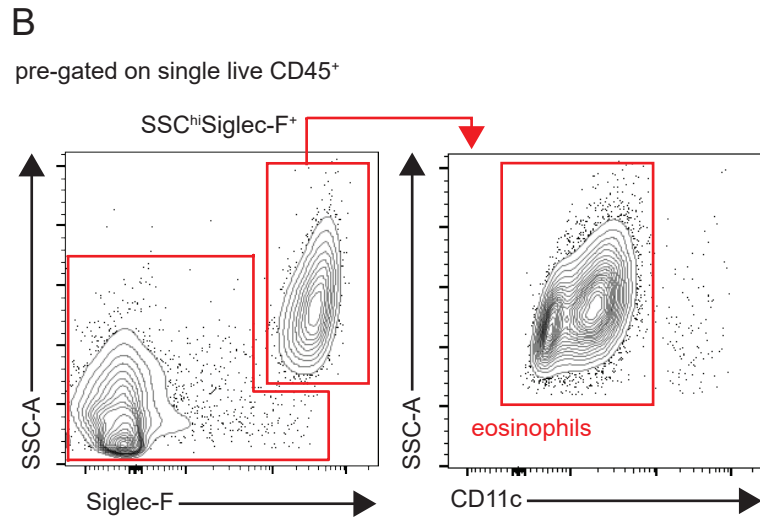 B
pre-gated on single live CD45⁺
SSCʰⁱSiglec-F⁺
SSC-A
SSC-A
eosinophils
Siglec-F
CD11c